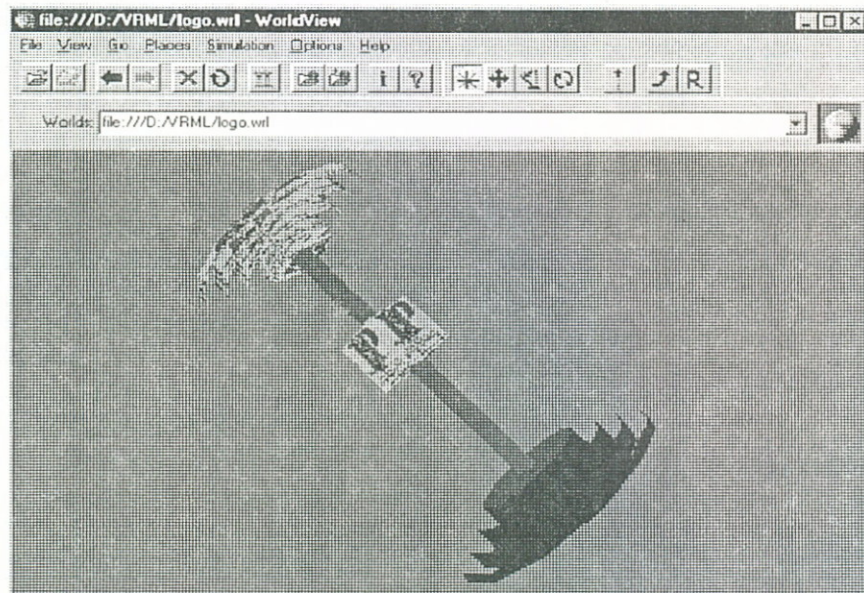 file:///D:/VRML/logo.wrl - WorldView
File View Go Places Simulation Options Help
i ? R
Worlds: file:///D:/VRML/logo.wrl
P P